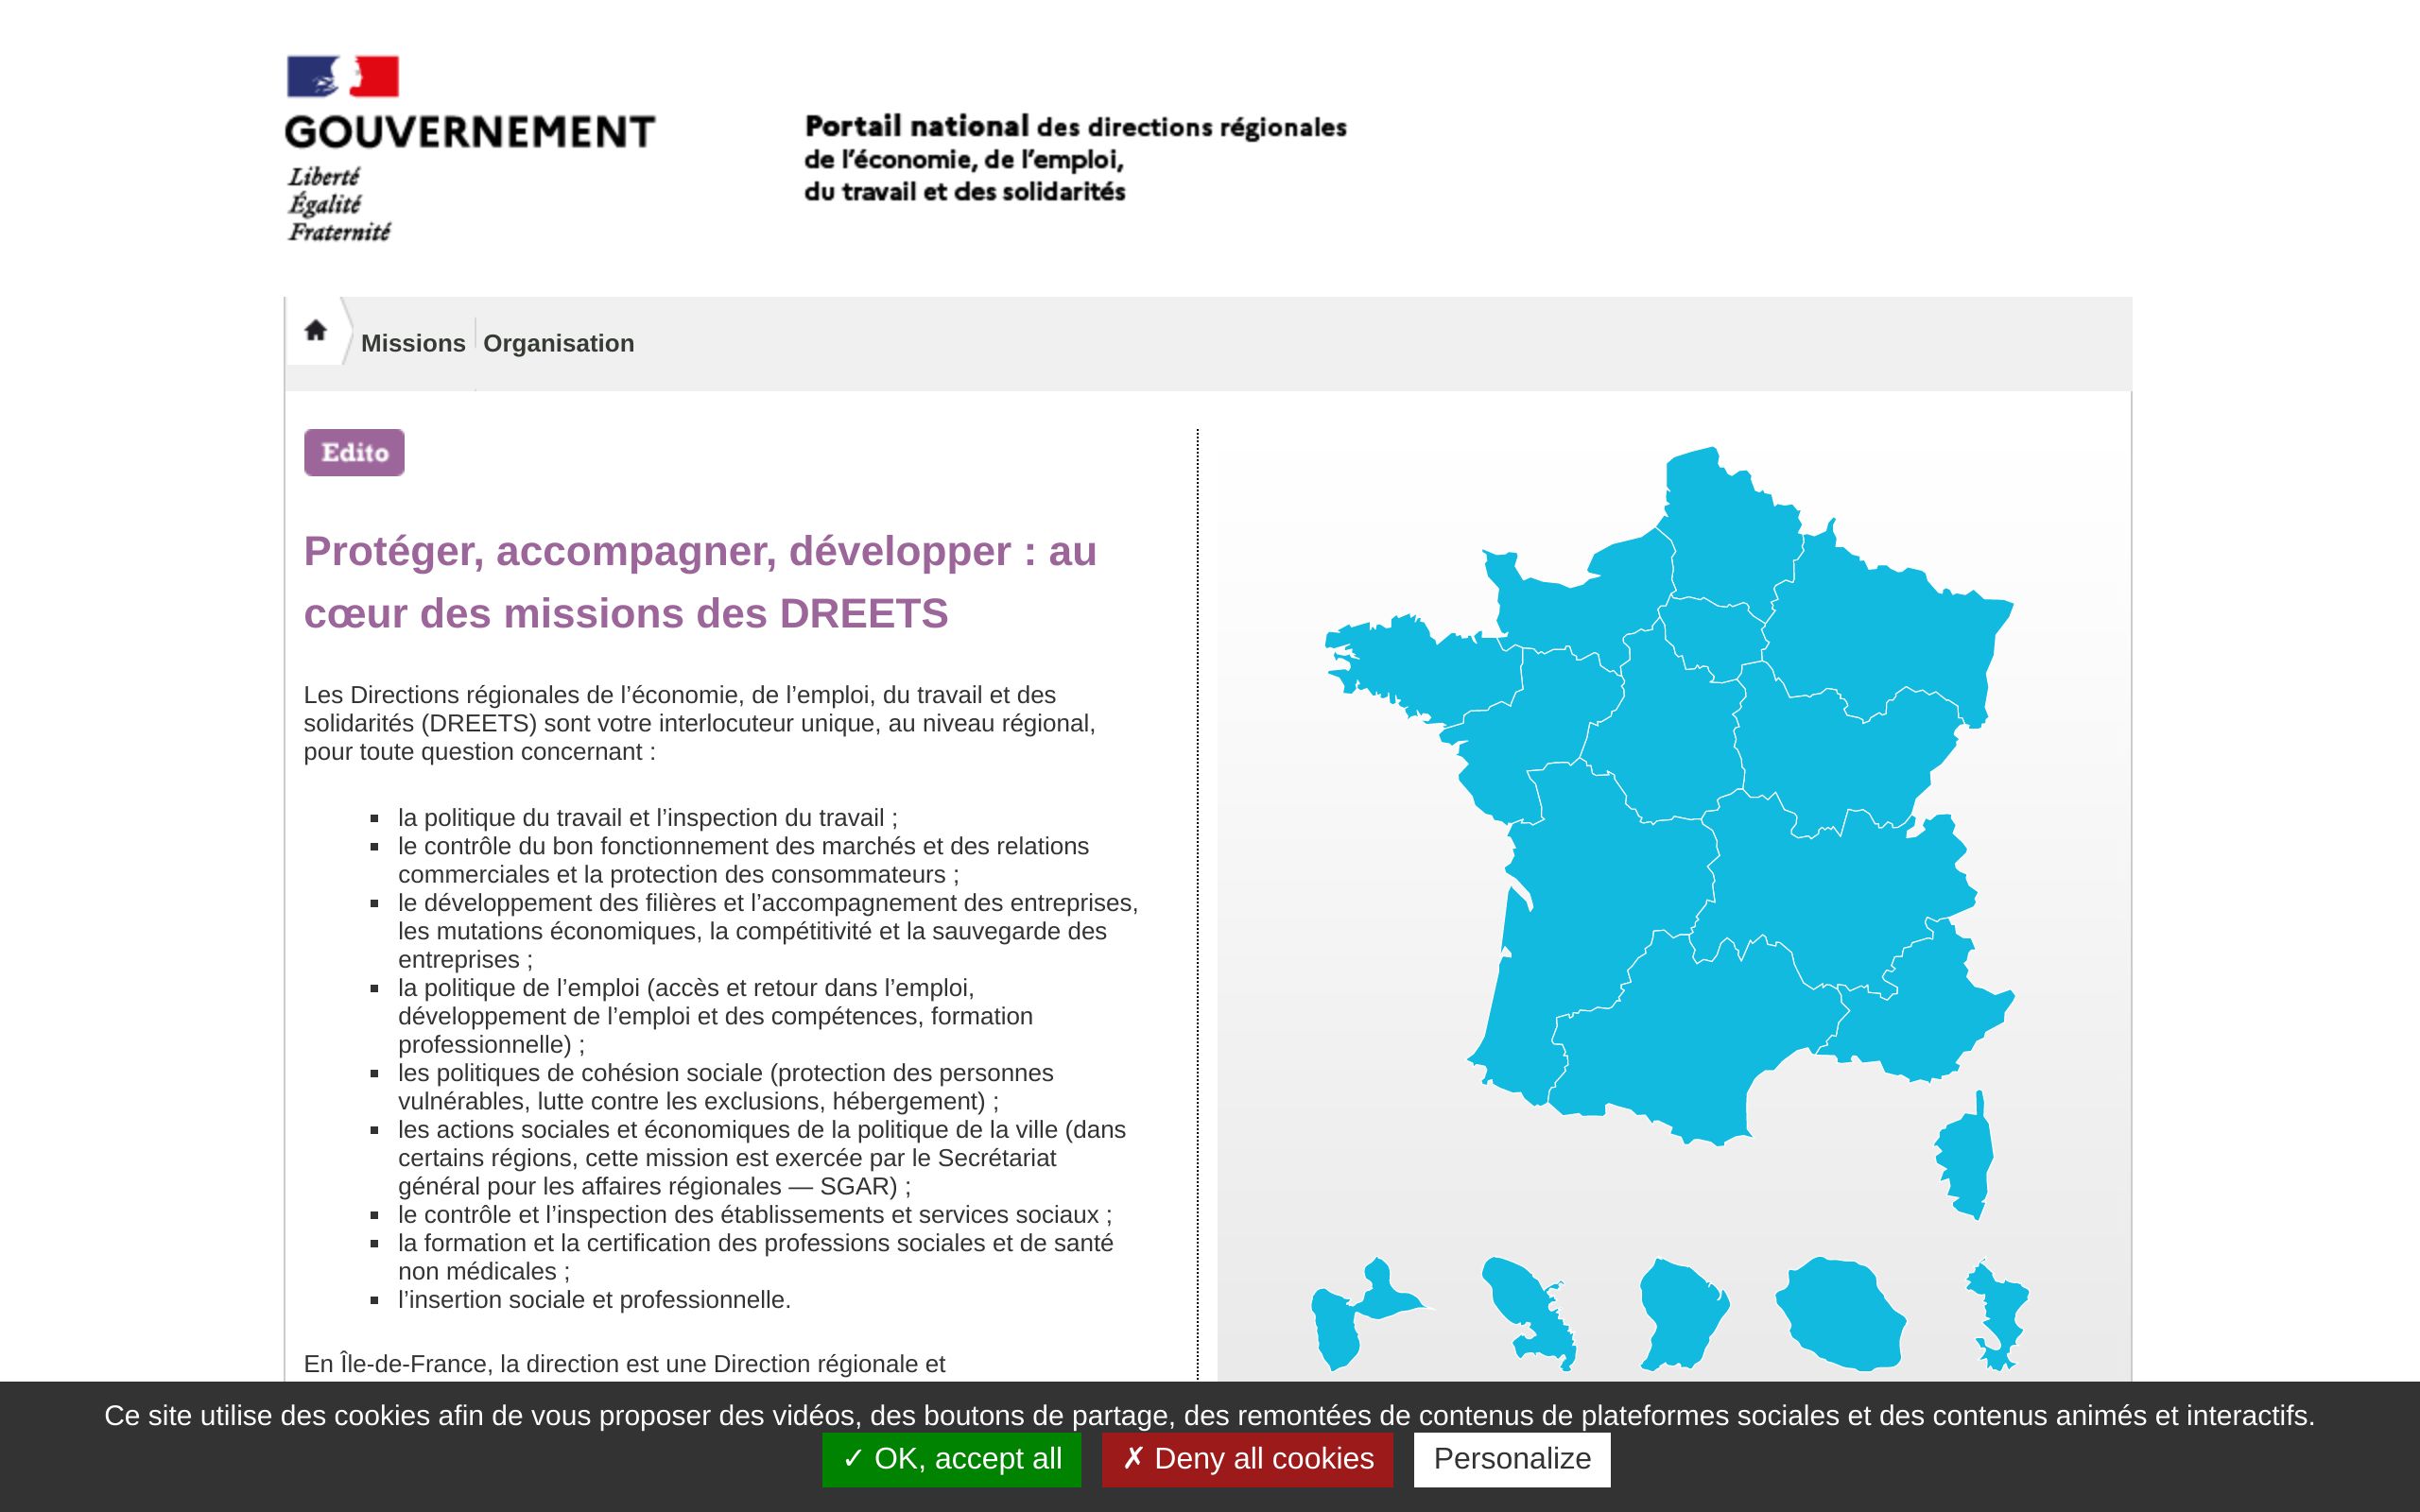 GOUVERNEMENT
Liberté
Égalité
Fraternité
Portail national des directions régionales
de l’économie, de l’emploi,
du travail et des solidarités
Missions
Organisation
Edito
Protéger, accompagner, développer : au
cœur des missions des DREETS
Les Directions régionales de l’économie, de l’emploi, du travail et des
solidarités (DREETS) sont votre interlocuteur unique, au niveau régional,
pour toute question concernant :
la politique du travail et l’inspection du travail ;
le contrôle du bon fonctionnement des marchés et des relations
commerciales et la protection des consommateurs ;
le développement des filières et l’accompagnement des entreprises,
les mutations économiques, la compétitivité et la sauvegarde des
entreprises ;
la politique de l’emploi (accès et retour dans l’emploi,
développement de l’emploi et des compétences, formation
professionnelle) ;
les politiques de cohésion sociale (protection des personnes
vulnérables, lutte contre les exclusions, hébergement) ;
les actions sociales et économiques de la politique de la ville (dans
certains régions, cette mission est exercée par le Secrétariat
général pour les affaires régionales — SGAR) ;
le contrôle et l’inspection des établissements et services sociaux ;
la formation et la certification des professions sociales et de santé
non médicales ;
l’insertion sociale et professionnelle.
En Île-de-France, la direction est une Direction régionale et
Ce site utilise des cookies afin de vous proposer des vidéos, des boutons de partage, des remontées de contenus de plateformes sociales et des contenus animés et interactifs.
✓ OK, accept all
✗ Deny all cookies
Personalize